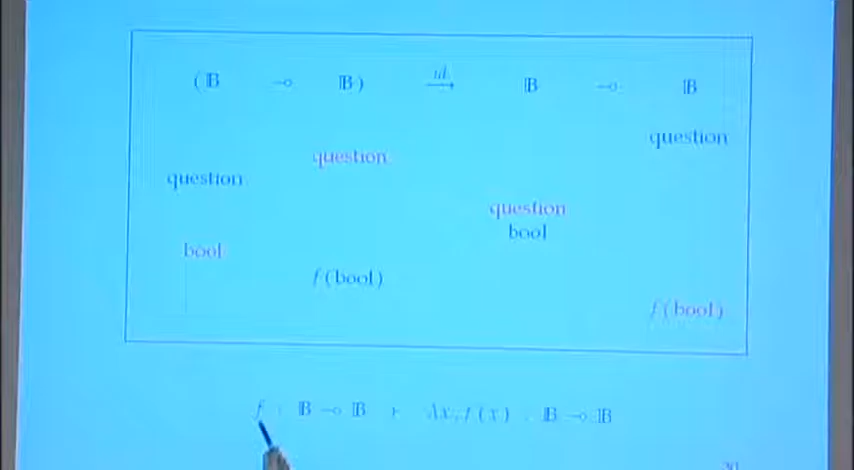 (𝔹 ⊸ 𝔹) id⟶ 𝔹 ⊸ 𝔹
question
question
question
question
bool
bool
f(bool)
f(bool)
f : 𝔹 ⊸ 𝔹 ⊢ λx.f(x) : 𝔹 ⊸ 𝔹